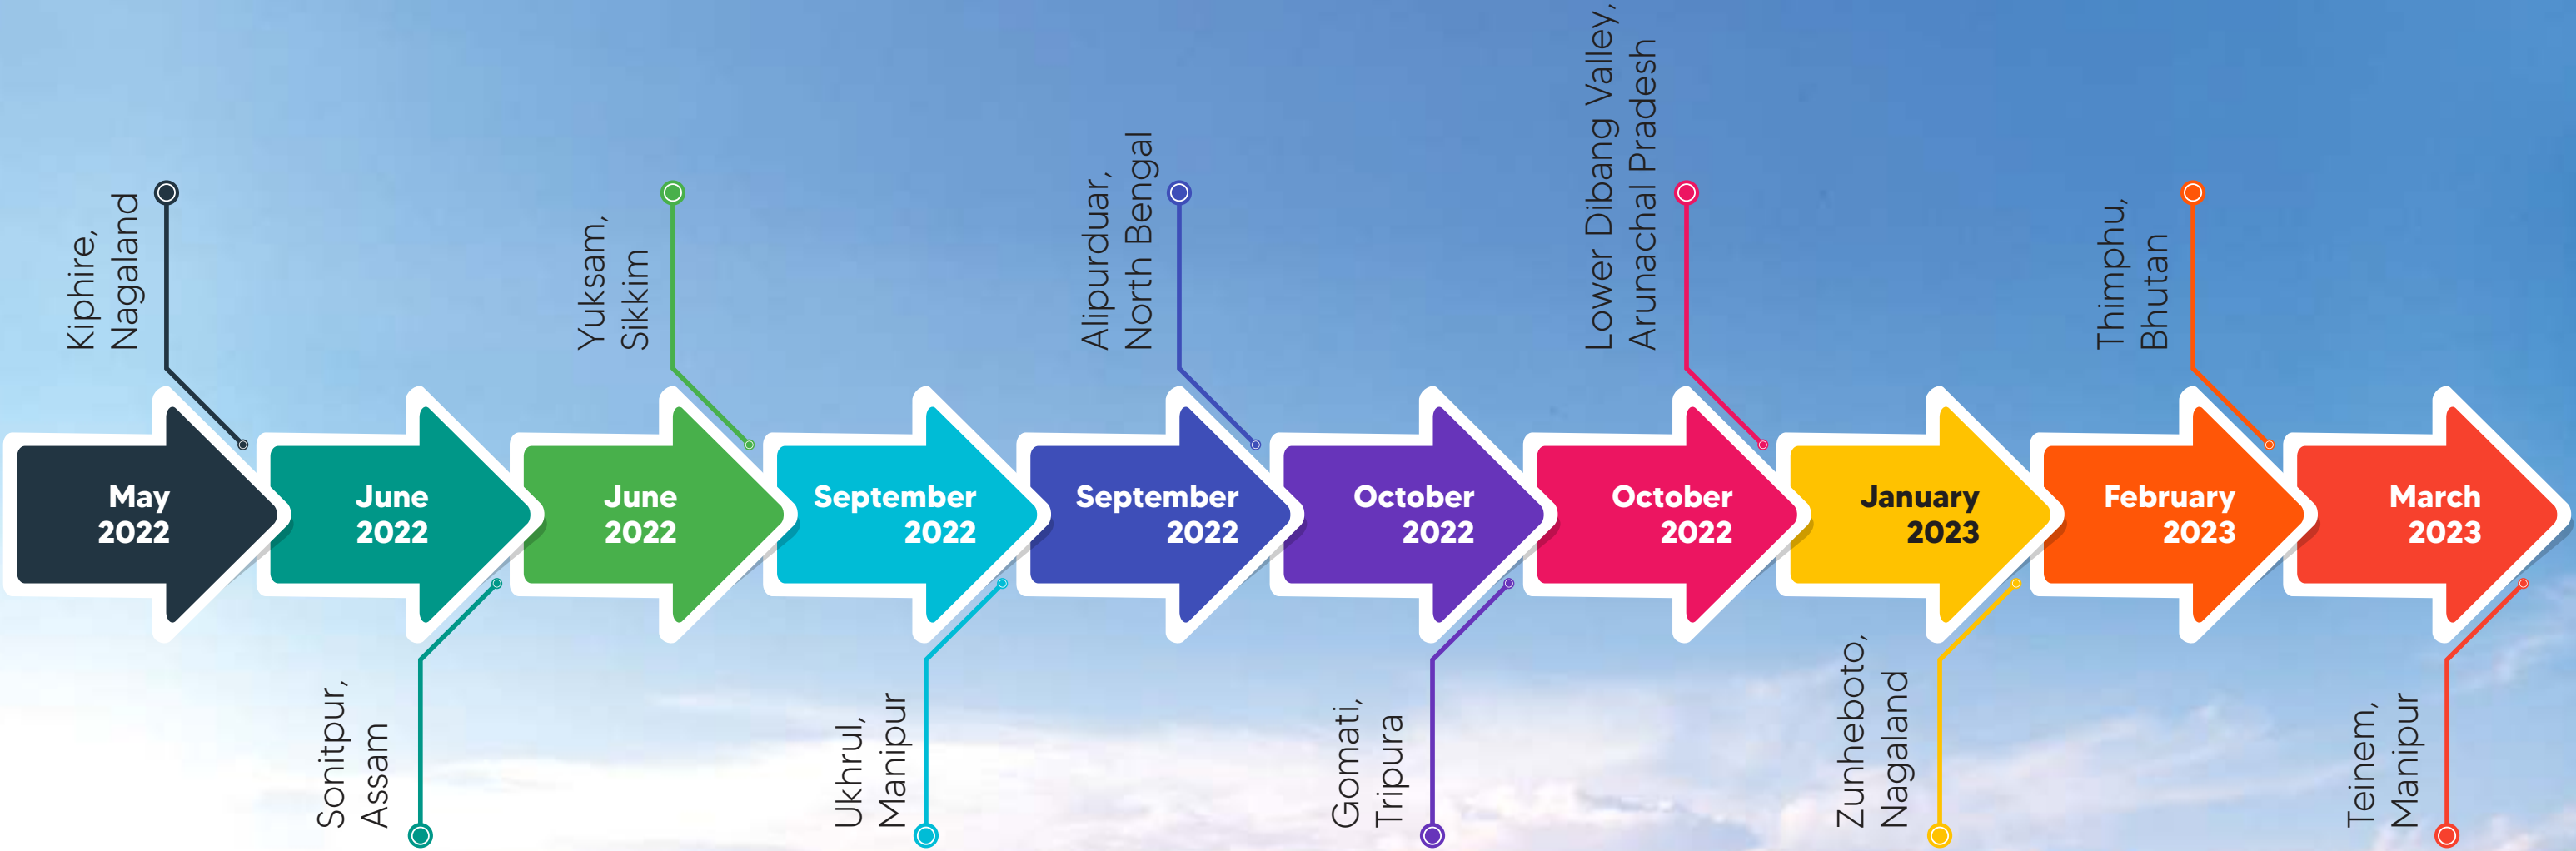 Kiphire,
Nagaland
May
2022
Sonitpur,
Assam
June
2022
Yuksam,
Sikkim
June
2022
Ukhrul,
Manipur
September
2022
Alipurduar,
North Bengal
September
2022
Gomati,
Tripura
October
2022
Lower Dibang Valley,
Arunachal Pradesh
October
2022
Zunheboto,
Nagaland
January
2023
Thimphu,
Bhutan
February
2023
Teinem,
Manipur
March
2023